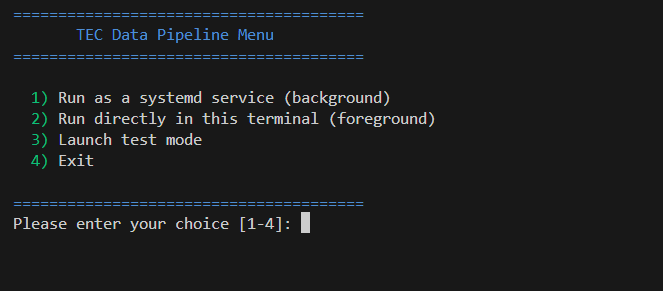 =======================================
TEC Data Pipeline Menu
=======================================
1) Run as a systemd service (background)
2) Run directly in this terminal (foreground)
3) Launch test mode
4) Exit
=======================================
Please enter your choice [1-4]: